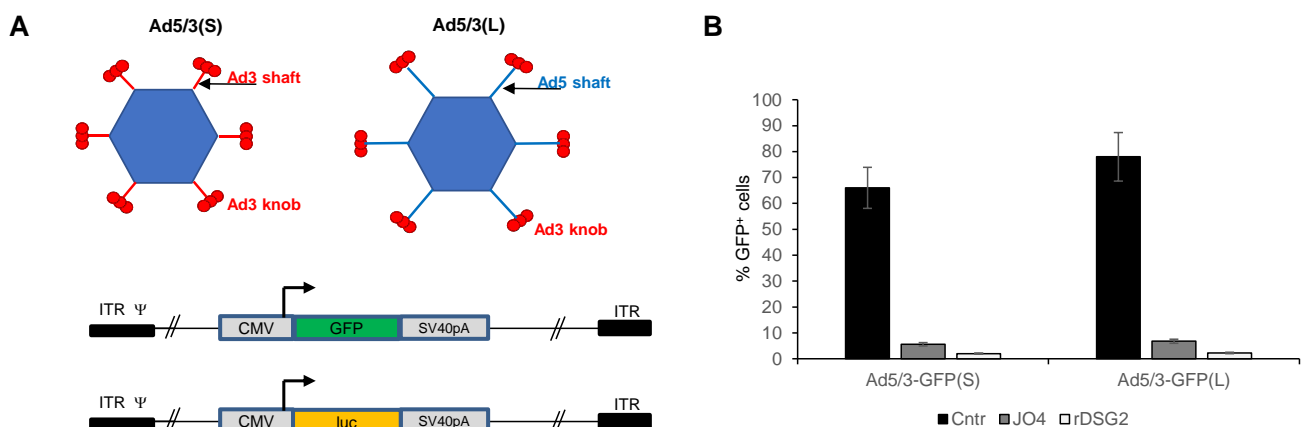 A
Ad5/3(S)
Ad5/3(L)
Ad3 shaft
Ad5 shaft
Ad3 knob
Ad3 knob
ITR Ψ
ITR
CMV
GFP
SV40pA
ITR Ψ
ITR
CMV
luc
SV40pA
B
% GFP+ cells
100
90
80
70
60
50
40
30
20
10
0
Ad5/3-GFP(S)
Ad5/3-GFP(L)
Cntr
JO4
rDSG2